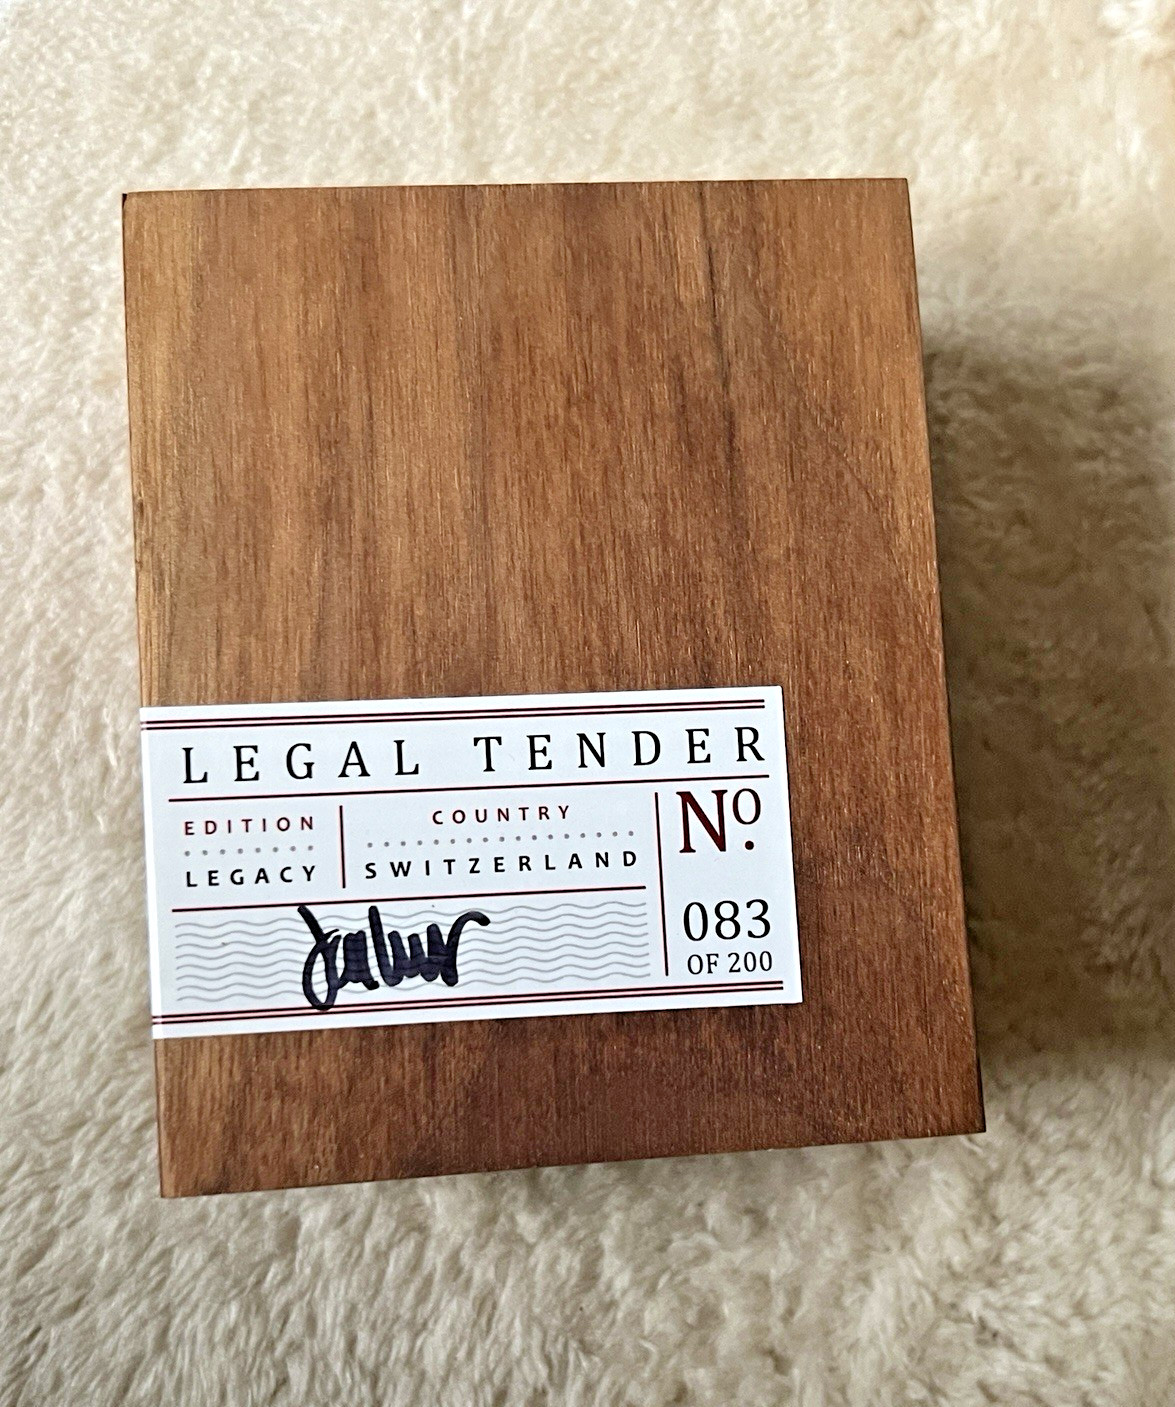 LEGAL TENDER
EDITION
LEGACY
COUNTRY
SWITZERLAND
Nº.
083
OF 200